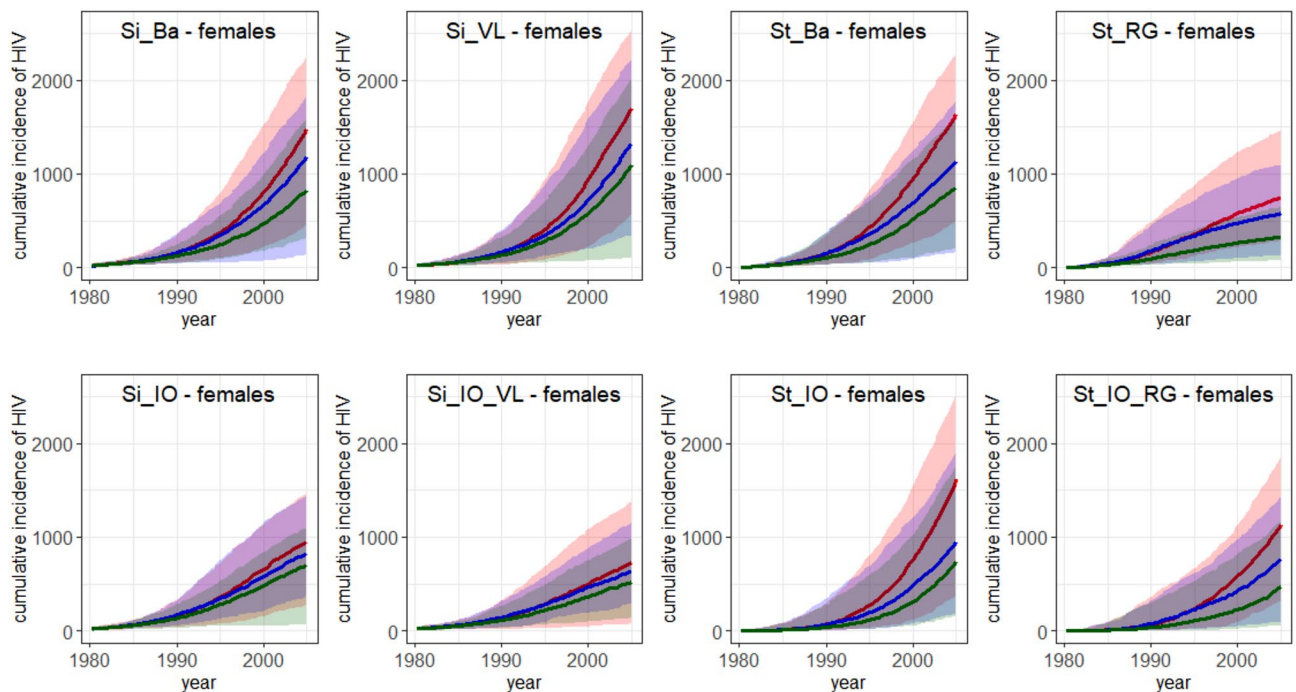 Si_Ba - females
cumulative incidence of HIV
2000
1000
0
1980
1990
2000
year
Si_VL - females
cumulative incidence of HIV
2000
1000
0
1980
1990
2000
year
St_Ba - females
cumulative incidence of HIV
2000
1000
0
1980
1990
2000
year
St_RG - females
cumulative incidence of HIV
2000
1000
0
1980
1990
2000
year
Si_IO - females
cumulative incidence of HIV
2000
1000
0
1980
1990
2000
year
Si_IO_VL - females
cumulative incidence of HIV
2000
1000
0
1980
1990
2000
year
St_IO - females
cumulative incidence of HIV
2000
1000
0
1980
1990
2000
year
St_IO_RG - females
cumulative incidence of HIV
2000
1000
0
1980
1990
2000
year